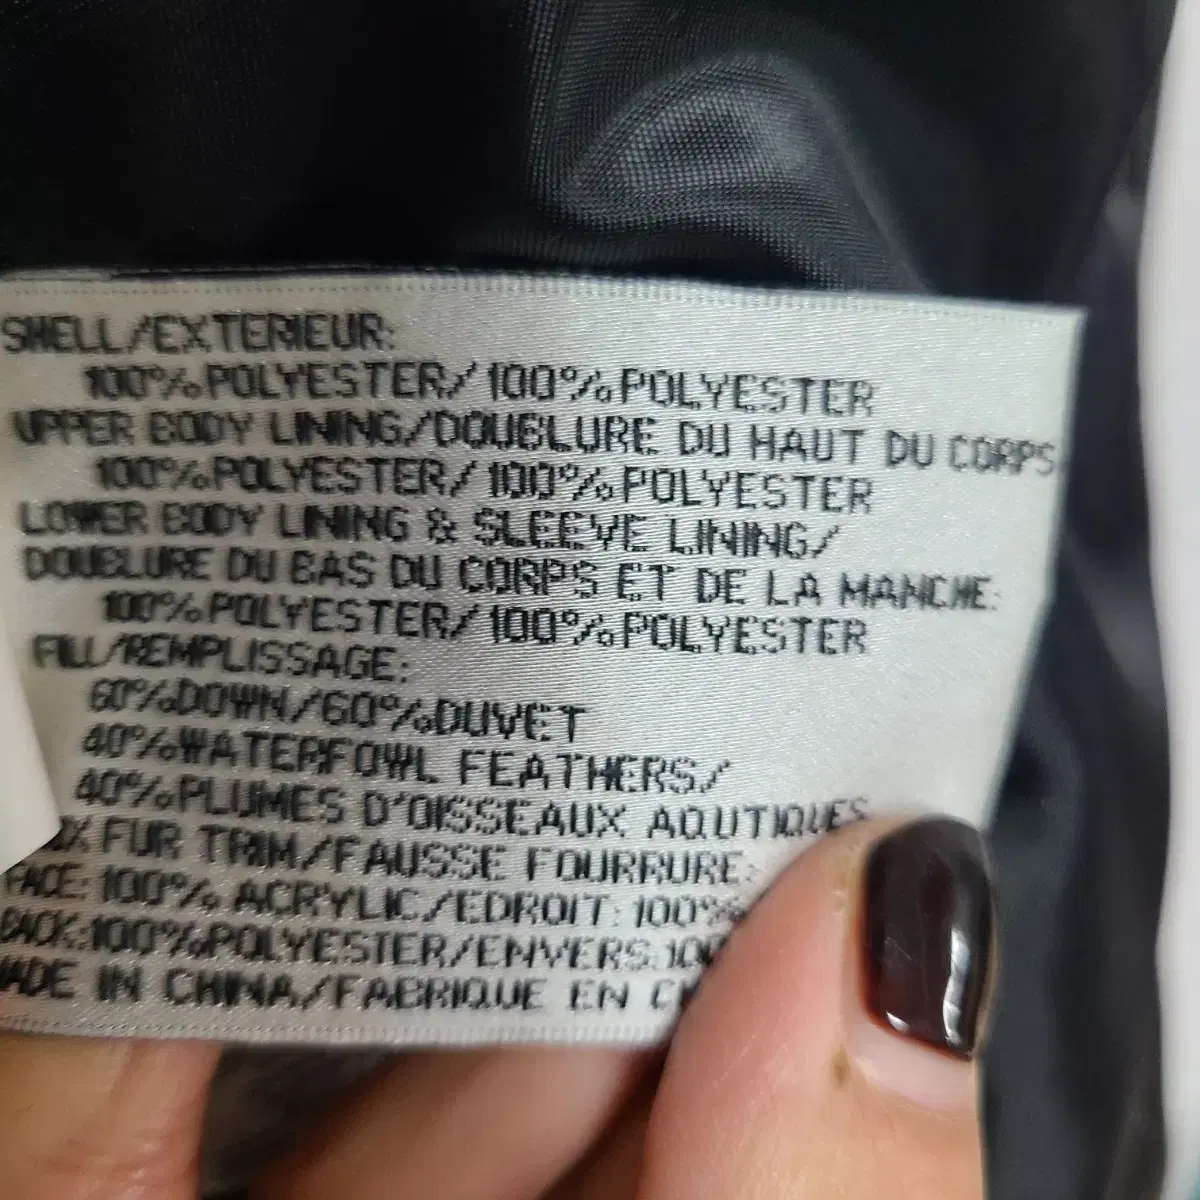 SHELL/EXTERIEUR:
100%POLYESTER/100%POLYESTER
UPPER BODY LINING/DOUBLURE DU HAUT DU CORPS
100%POLYESTER/100%POLYESTER
LOWER BODY LINING & SLEEVE LINING/
DOUBLURE DU BAS DU CORPS ET DE LA MANCHE:
100%POLYESTER/100%POLYESTER
FILL/REMPLISSAGE:
60%DOWN/60%DUVET
40%WATERFOWL FEATHERS/
40%PLUMES D'OISSEAUX AQUTIQUES
FUR TRIM/FAUSSE FOURRURE:
FACE: 100% ACRYLIC/EDROIT: 100%
BACK:100%POLYESTER/ENVERS:
MADE IN CHINA/FABRIQUE EN